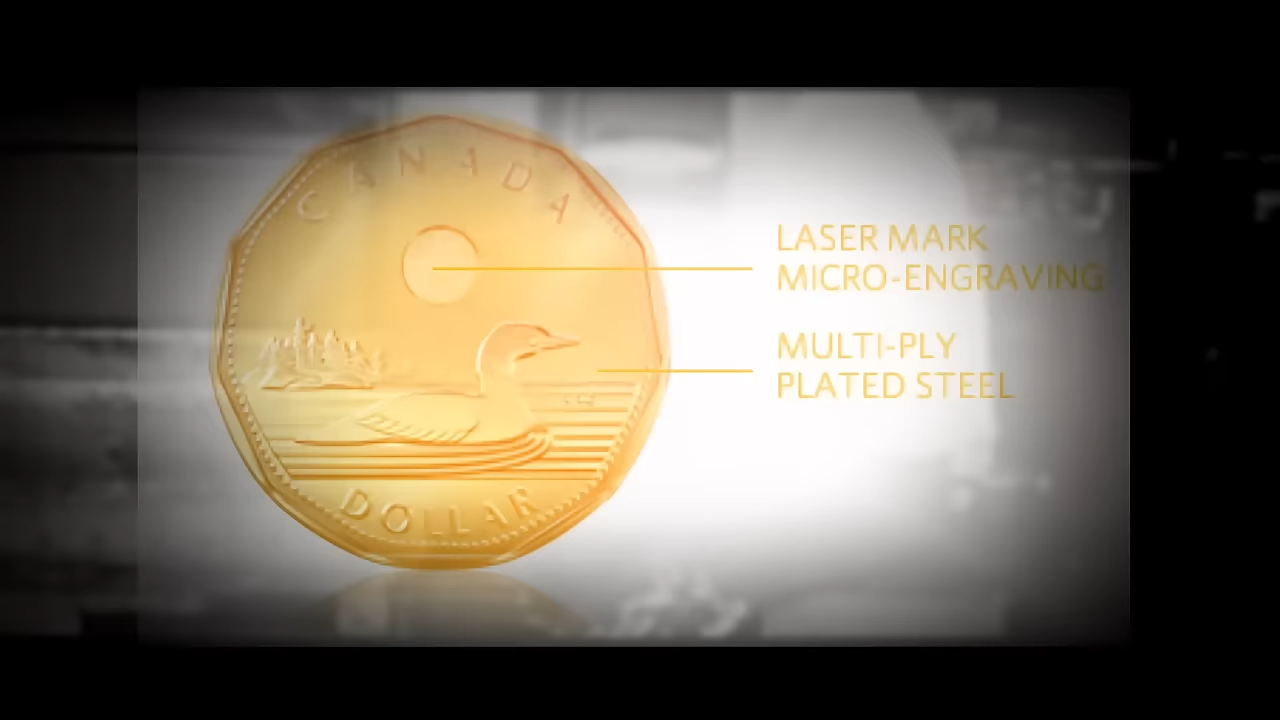 CANADA
LASER MARK
MICRO-ENGRAVING
MULTI-PLY
PLATED STEEL
DOLLAR